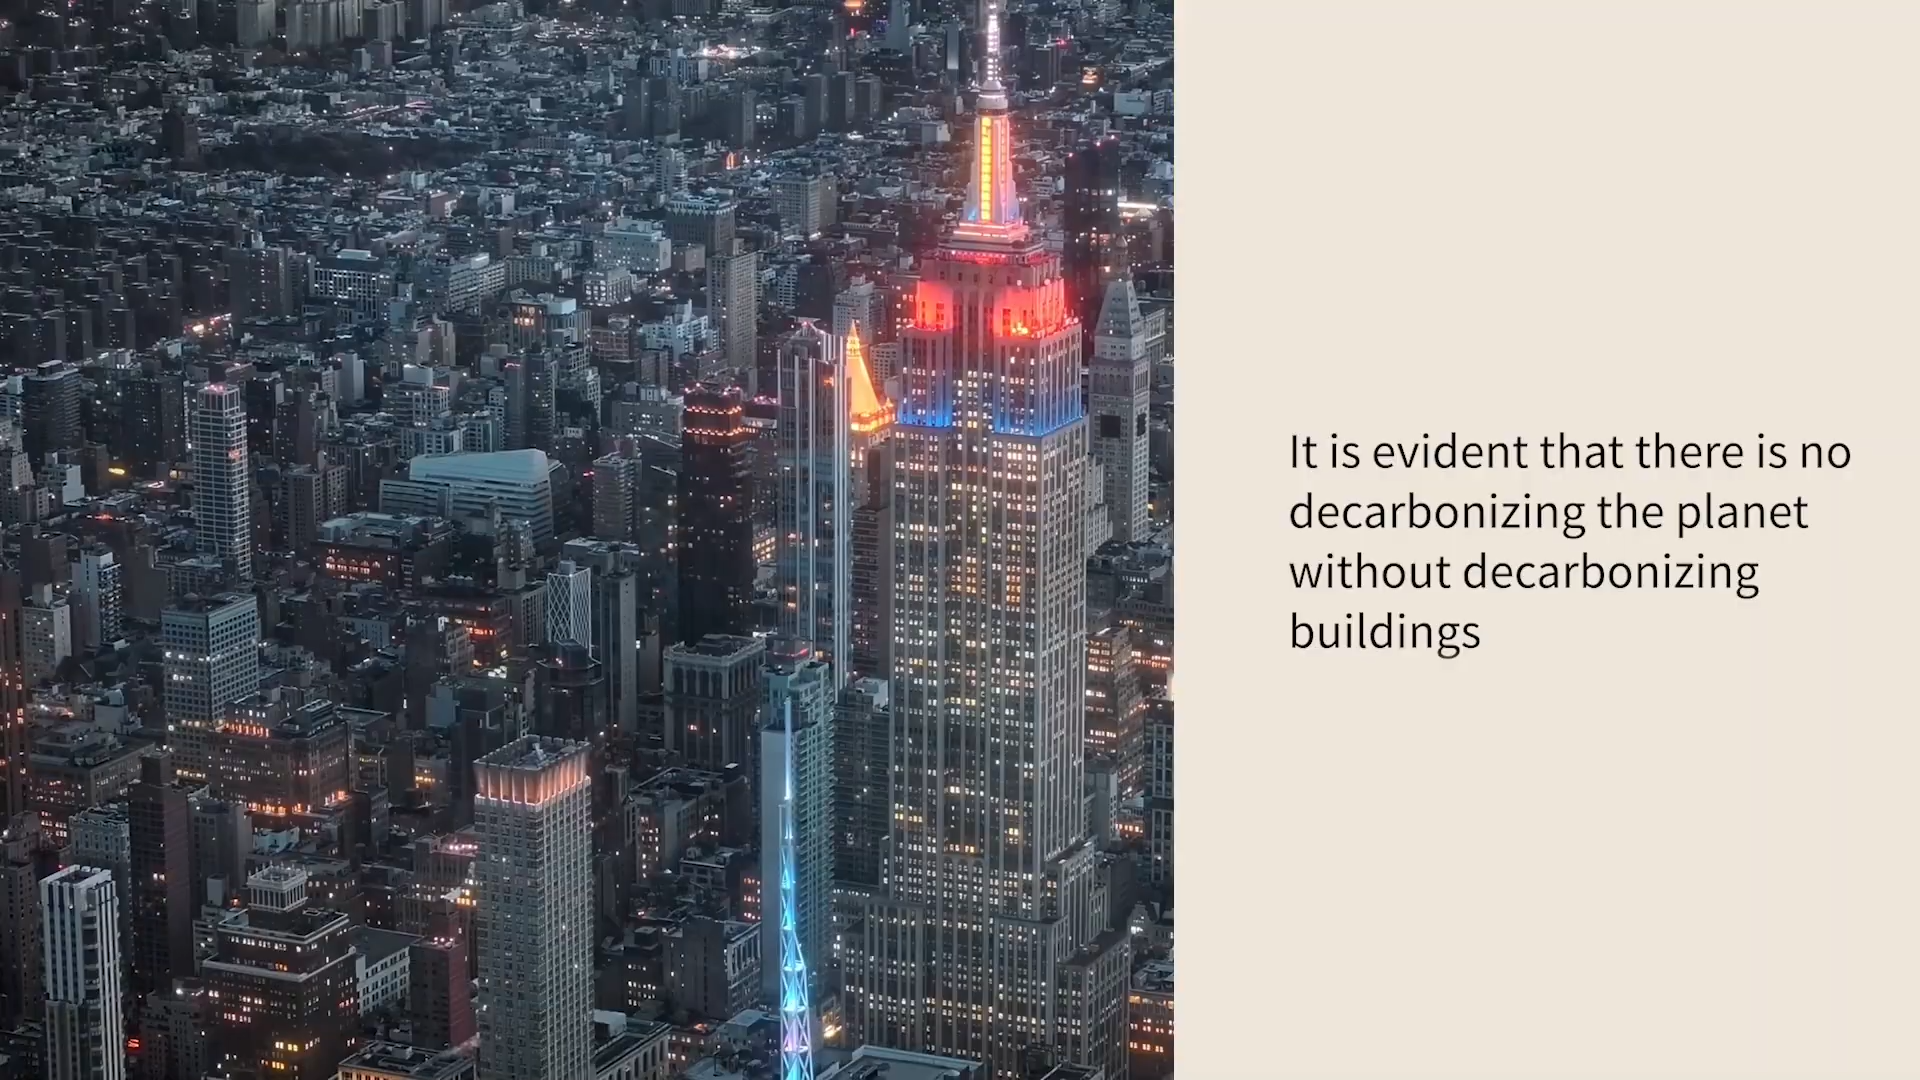 It is evident that there is no
decarbonizing the planet
without decarbonizing
buildings